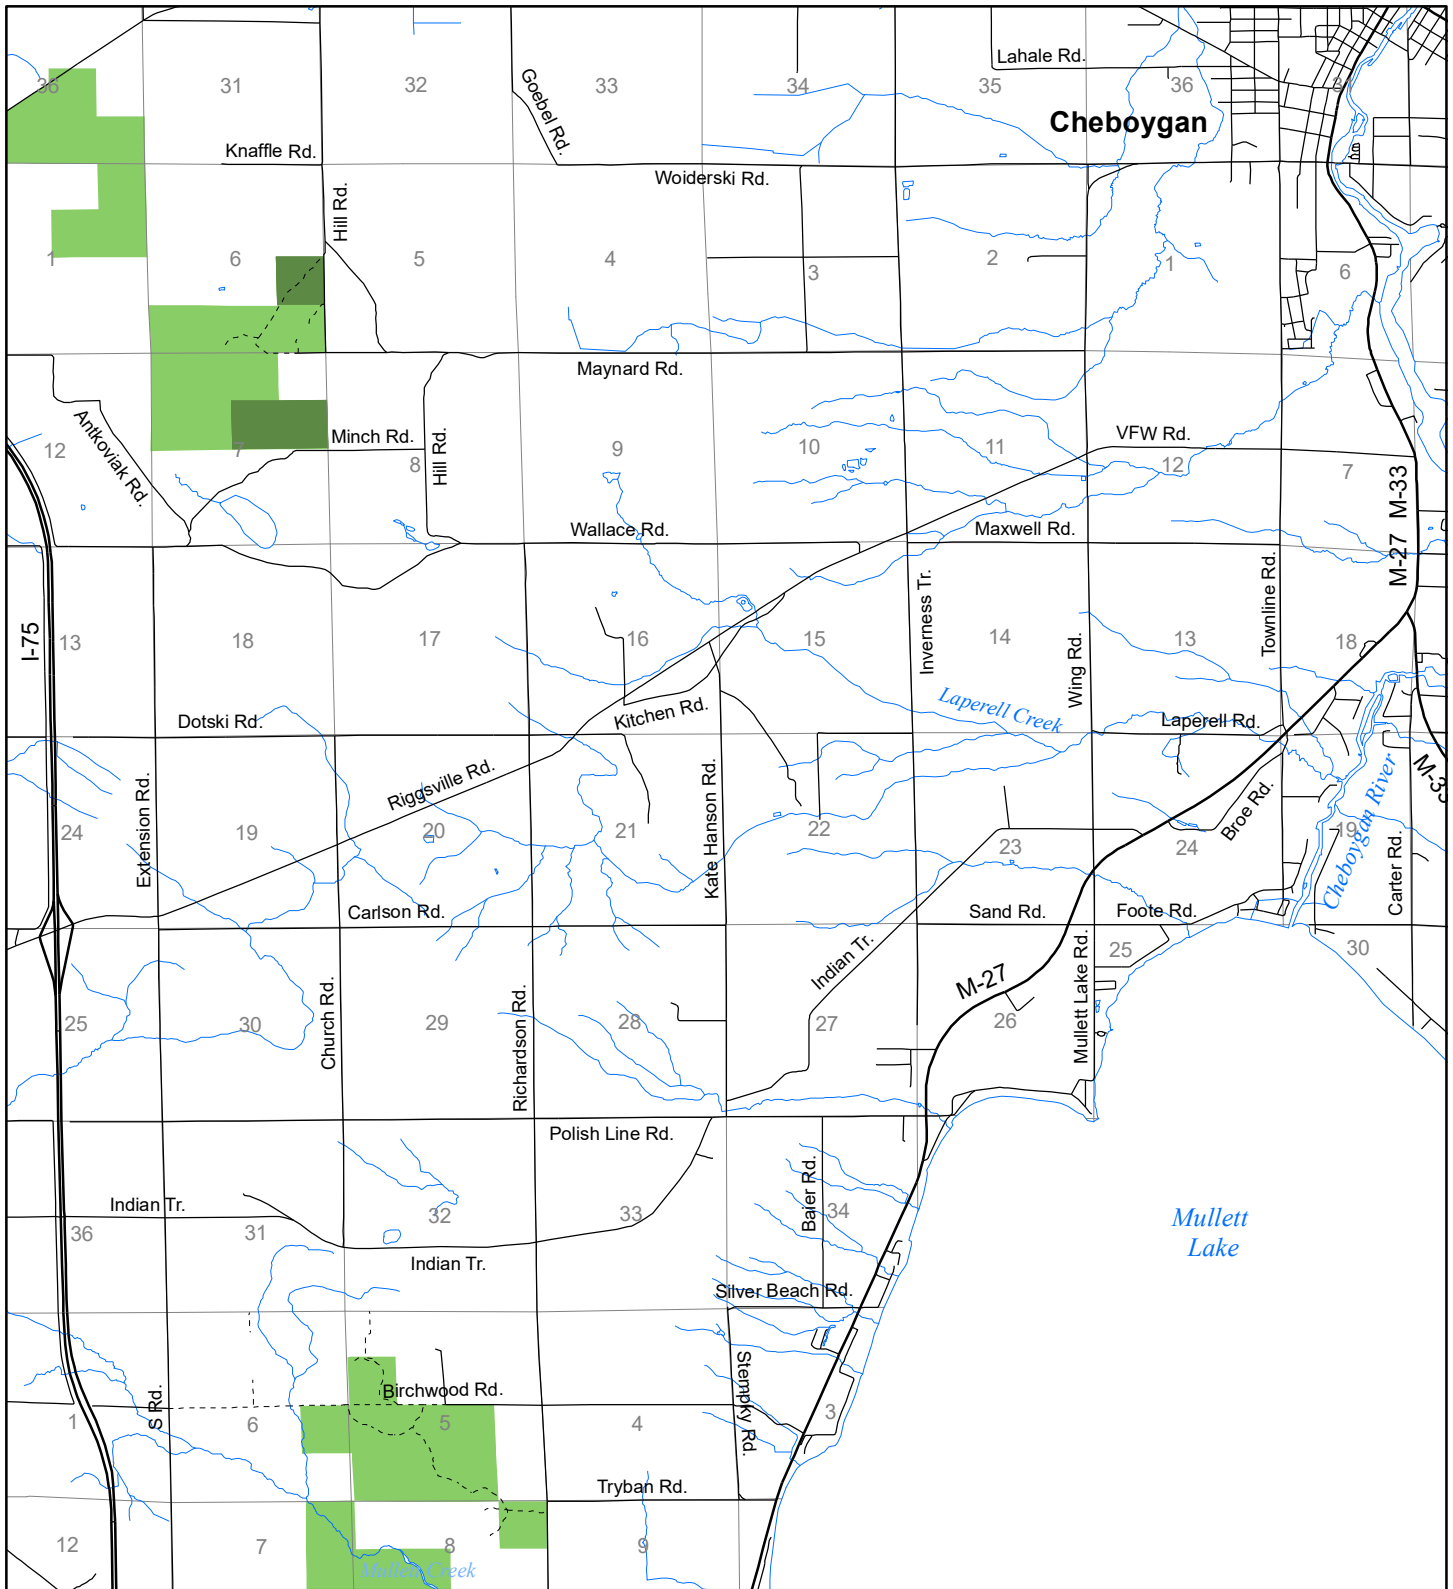 36
31
32
33
34
35
36
31
Lahale Rd.
Goebel Rd.
Cheboygan
Knaffle Rd.
Woiderski Rd.
Hill Rd.
1
6
5
4
3
2
1
6
Maynard Rd.
Antkoviak Rd.
12
7
Minch Rd.
8
Hill Rd.
9
10
11
VFW Rd.
12
7
M-27 M-33
Wallace Rd.
Maxwell Rd.
I-75
13
18
17
16
15
Inverness Tr.
14
Wing Rd.
13
Townline Rd.
18
Dotski Rd.
Kitchen Rd.
Laperell Creek
Laperell Rd.
M-33
Extension Rd.
Riggsville Rd.
Kate Hanson Rd.
Broe Rd.
Cheboygan River
Carter Rd.
24
19
20
21
22
23
24
19
Carlson Rd.
Sand Rd.
Foote Rd.
Indian Tr.
M-27
Mullett Lake Rd.
25
30
Church Rd.
Richardson Rd.
25
30
29
28
27
26
Polish Line Rd.
Baier Rd.
Indian Tr.
36
31
32
33
34
Mullett
Lake
Indian Tr.
Silver Beach Rd.
Stempky Rd.
Birchwood Rd.
S Rd.
1
6
5
4
3
Tryban Rd.
12
7
8
9
Mullett Creek